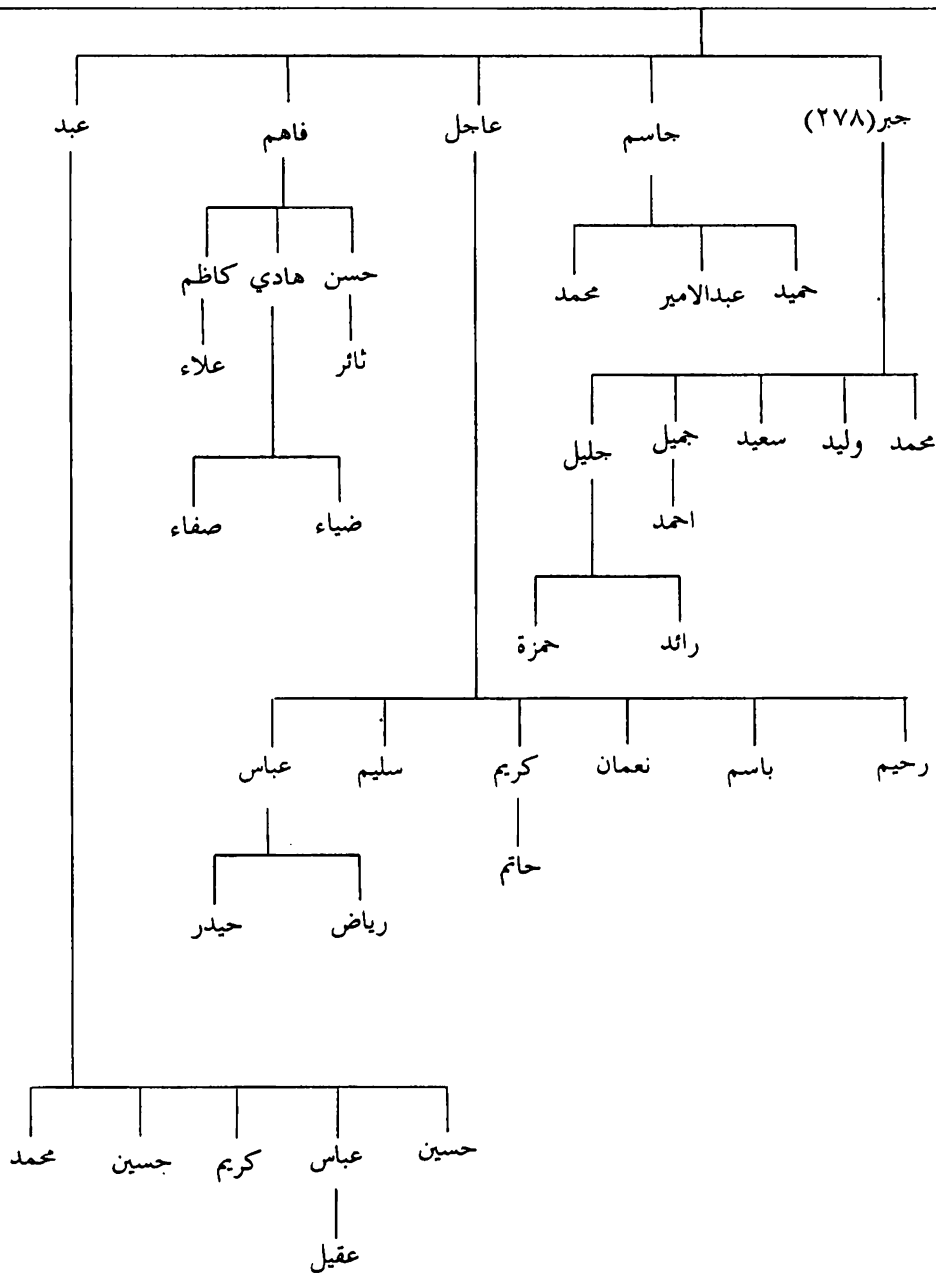 جبر(٢٧٨) جاسم عاجل فاهم عبد
حميد عبدالامير محمد
حسن هادي كاظم
ثائر علاء
محمد وليد سعيد جميل جليل
احمد
ضياء صفاء
رائد حمزة
رحيم باسم نعمان كريم سليم عباس
حاتم
رياض حيدر
حسين عباس كريم جسين محمد
عقيل